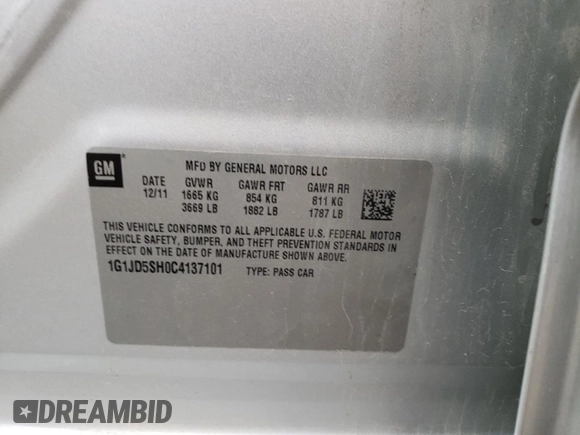 GM
MFD BY GENERAL MOTORS LLC
DATE GVWR GAWR FRT GAWR RR
12/11 1665 KG 854 KG 811 KG
3669 LB 1882 LB 1787 LB
THIS VEHICLE CONFORMS TO ALL APPLICABLE U.S. FEDERAL MOTOR
VEHICLE SAFETY, BUMPER, AND THEFT PREVENTION STANDARDS IN
EFFECT ON THE DATE OF MANUFACTURE SHOWN ABOVE.
1G1JD5SH0C4137101 TYPE: PASS CAR
DREAMBID